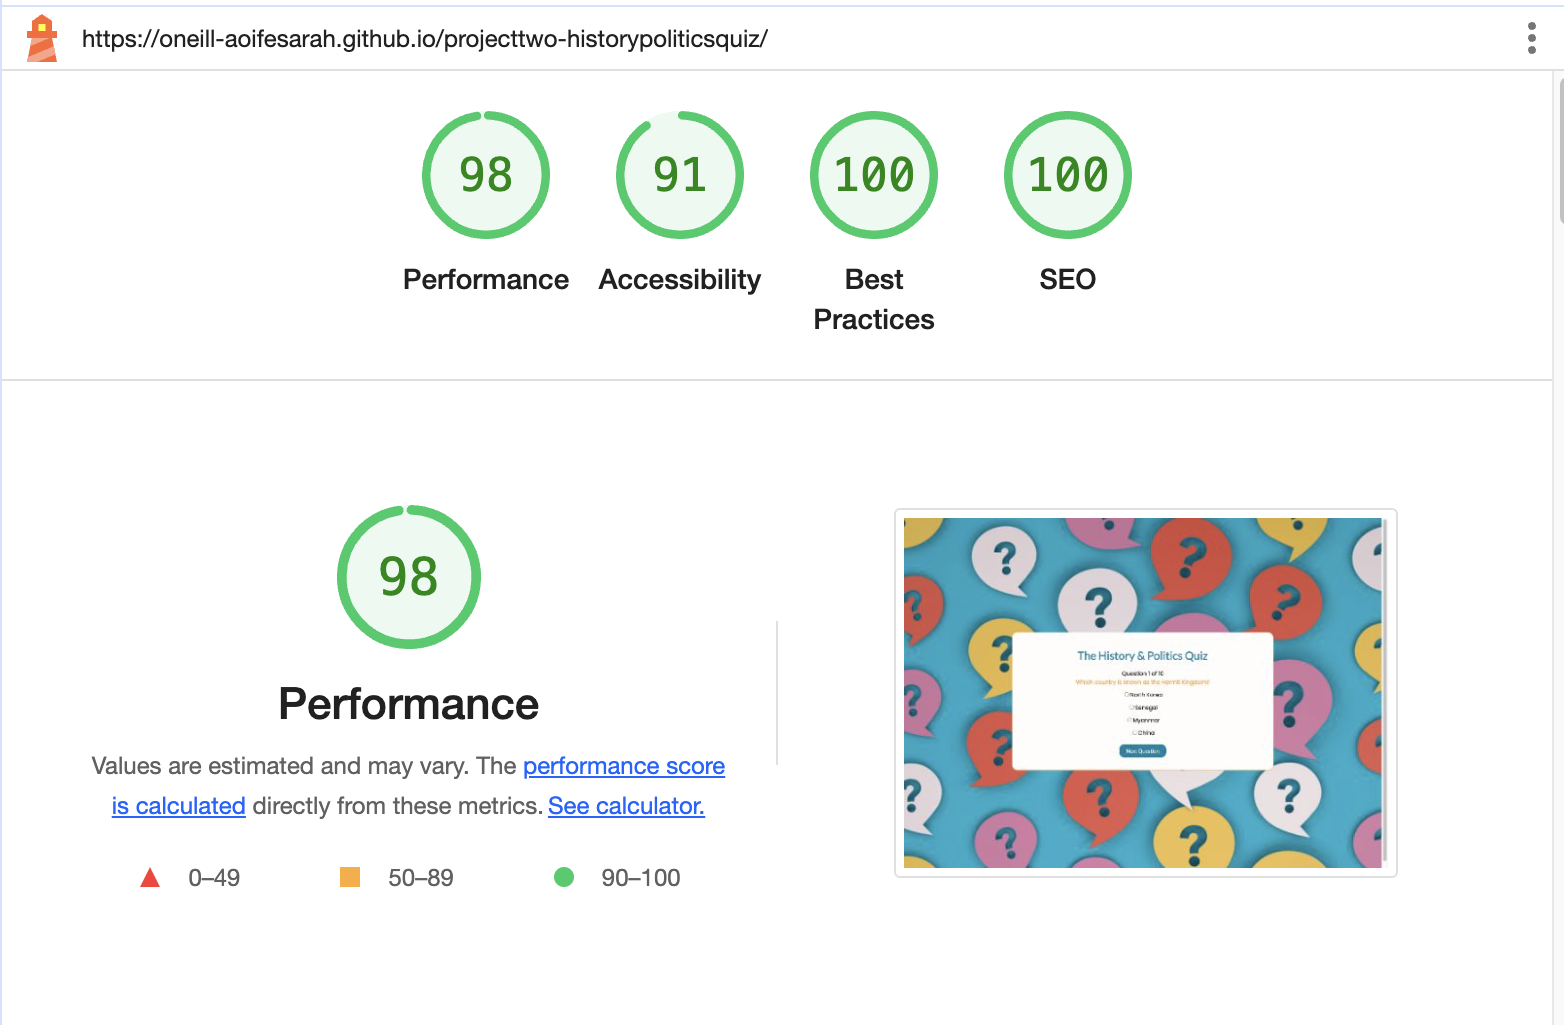 https://oneill-aoifesarah.github.io/projecttwo-historypoliticsquiz/
98
91
100
100
Performance
Accessibility
Best
Practices
SEO
98
Performance
Values are estimated and may vary. The performance score
is calculated directly from these metrics. See calculator.
0–49
50–89
90–100
The History & Politics Quiz
Question 1 of 10
Which country is known as the Hermit Kingdom?
North Korea
Senegal
Myanmar
China
Next Question